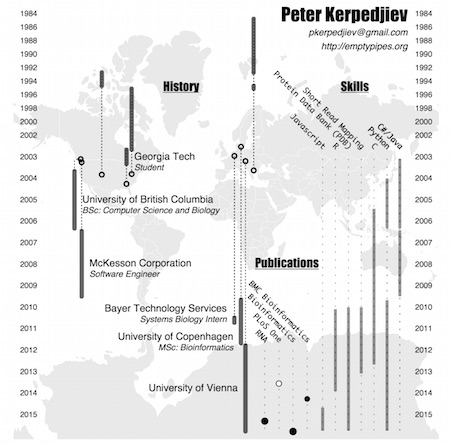 Peter Kerpedjiev
pkerpedjiev@gmail.com
http://emptypipes.org
History
Skills
1984
1986
1988
1990
1992
1994
1996
1998
2000
2002
2003
2004
2005
2006
2007
2008
2009
2010
2011
2012
2013
2014
2015
1984
1986
1988
1990
1992
1994
1996
1998
2000
2002
2003
2004
2005
2006
2007
2008
2009
2010
2011
2012
2013
2014
2015
Javascript
R
Protein Data Bank (PDB)
Short Read Mapping
C
Python
C#/Java
Georgia Tech
Student
University of British Columbia
BSc: Computer Science and Biology
McKesson Corporation
Software Engineer
Publications
Bayer Technology Services
Systems Biology Intern
University of Copenhagen
MSc: Bioinformatics
University of Vienna
BMC Bioinformatics
Bioinformatics
PLoS One
RNA